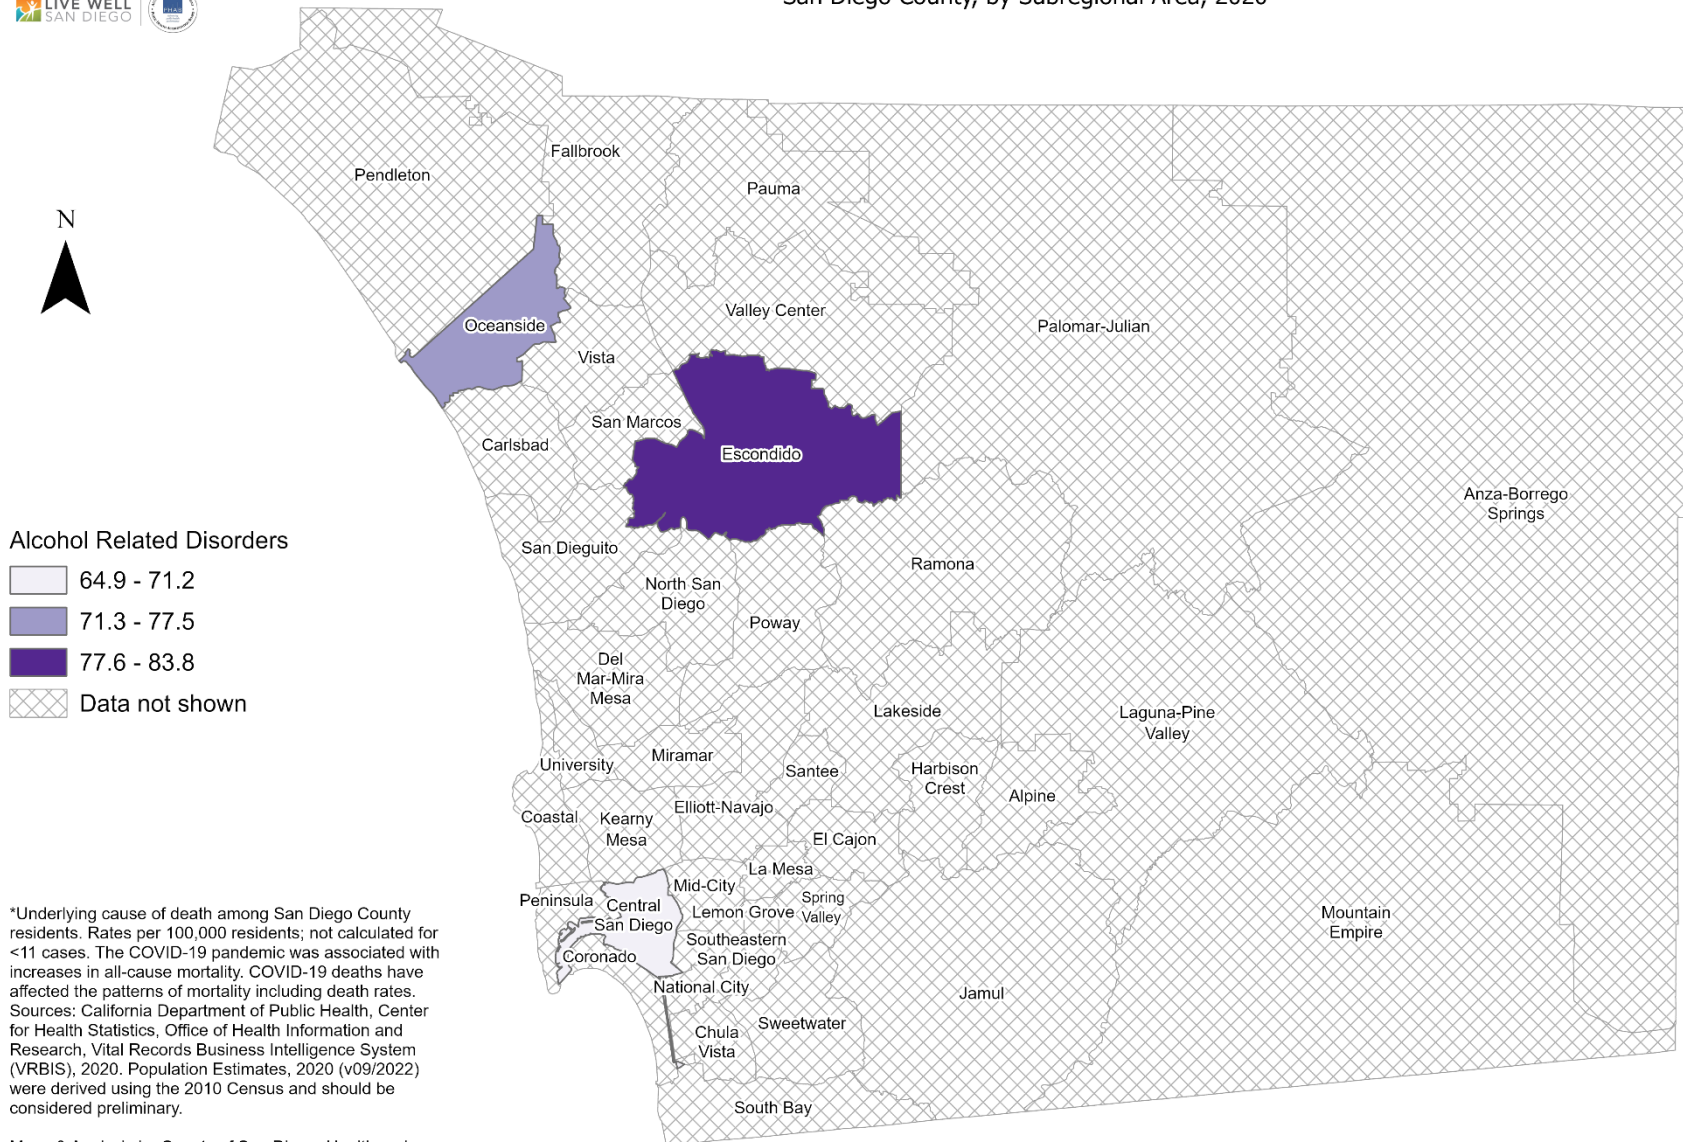 LIVE WELL
SAN DIEGO
San Diego County, by Subregional Area, 2020
Fallbrook
Pendleton
Pauma
N
Valley Center
Oceanside
Palomar-Julian
Vista
San Marcos
Carlsbad
Escondido
Anza-Borrego
Springs
Alcohol Related Disorders
64.9 - 71.2
71.3 - 77.5
77.6 - 83.8
Data not shown
San Dieguito
Ramona
North San
Diego
Poway
Del
Mar-Mira
Mesa
Lakeside
Laguna-Pine
Valley
Miramar
University
Santee
Harbison
Crest
Alpine
Elliott-Navajo
Coastal
Kearny
Mesa
El Cajon
La Mesa
Mid-City
Peninsula
Central
San Diego
Spring
Valley
Lemon Grove
Mountain
Empire
Southeastern
San Diego
Coronado
National City
Jamul
Sweetwater
Chula
Vista
South Bay
*Underlying cause of death among San Diego County
residents. Rates per 100,000 residents; not calculated for
<11 cases. The COVID-19 pandemic was associated with
increases in all-cause mortality. COVID-19 deaths have
affected the patterns of mortality including death rates.
Sources: California Department of Public Health, Center
for Health Statistics, Office of Health Information and
Research, Vital Records Business Intelligence System
(VRBIS), 2020. Population Estimates, 2020 (v09/2022)
were derived using the 2010 Census and should be
considered preliminary.